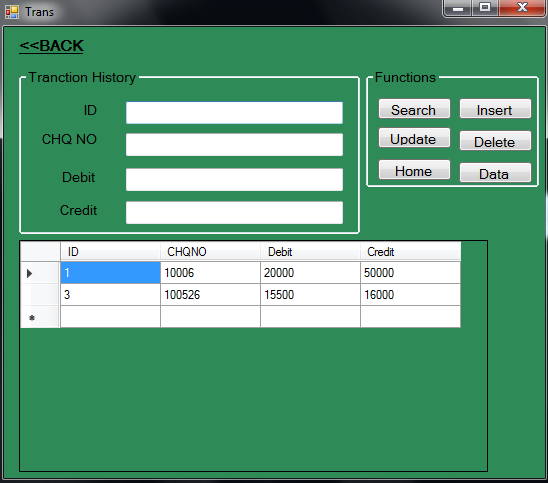 Trans
<<BACK
Tranction History
ID
CHQ NO
Debit
Credit
Functions
Search Insert
Update Delete
Home Data
ID CHQNO Debit Credit
1 10006 20000 50000
3 100526 15500 16000
*